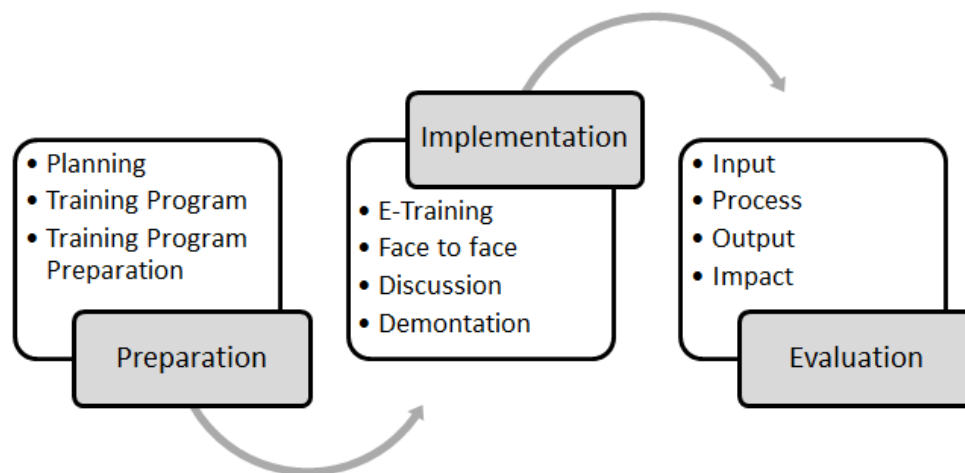 • Planning
• Training Program
• Training Program
Preparation
Preparation
Implementation
• E-Training
• Face to face
• Discussion
• Demontation
• Input
• Process
• Output
• Impact
Evaluation